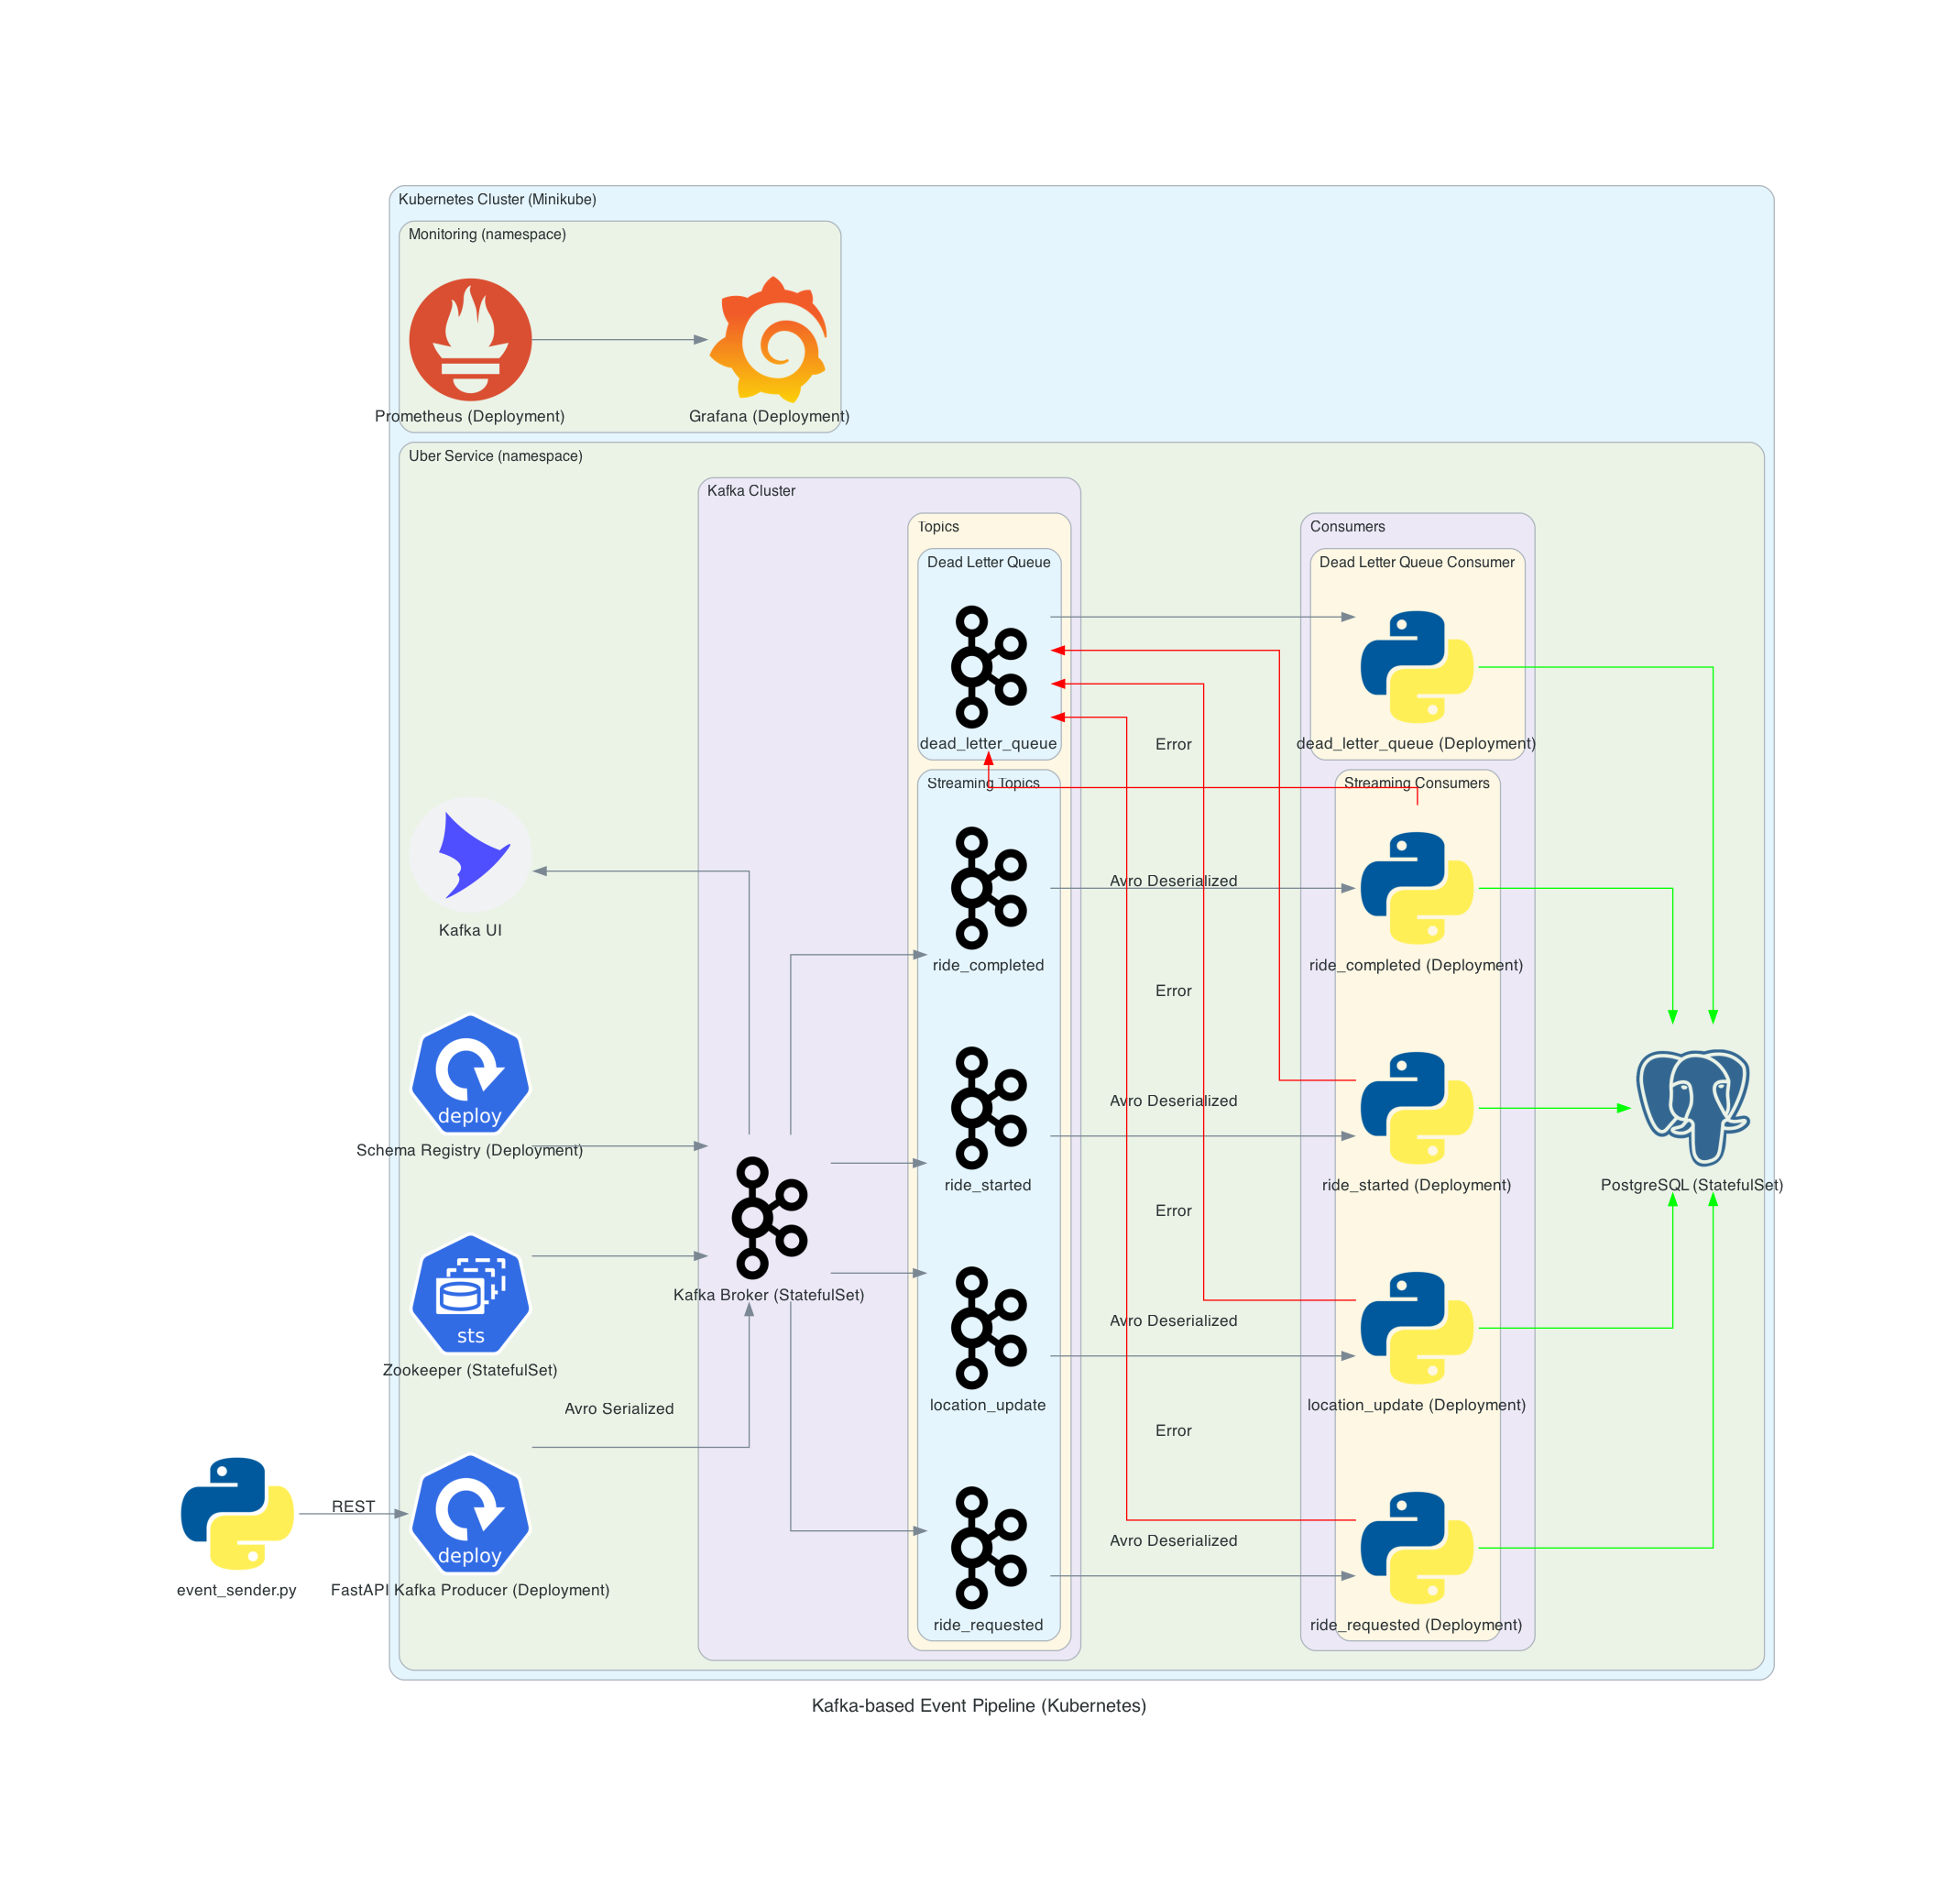 Kubernetes Cluster (Minikube)
Monitoring (namespace)
Prometheus (Deployment)
Grafana (Deployment)
Uber Service (namespace)
Kafka Cluster
Topics
Consumers
Dead Letter Queue
Dead Letter Queue Consumer
dead_letter_queue
Error
dead_letter_queue (Deployment)
Streaming Topics
Streaming Consumers
Avro Deserialized
Kafka UI
ride_completed
ride_completed (Deployment)
Error
Avro Deserialized
deploy
Schema Registry (Deployment)
ride_started
ride_started (Deployment)
PostgreSQL (StatefulSet)
Error
Kafka Broker (StatefulSet)
Avro Deserialized
sts
Zookeeper (StatefulSet)
Avro Serialized
location_update
location_update (Deployment)
Error
REST
Avro Deserialized
deploy
event_sender.py
FastAPI Kafka Producer (Deployment)
ride_requested
ride_requested (Deployment)
Kafka-based Event Pipeline (Kubernetes)